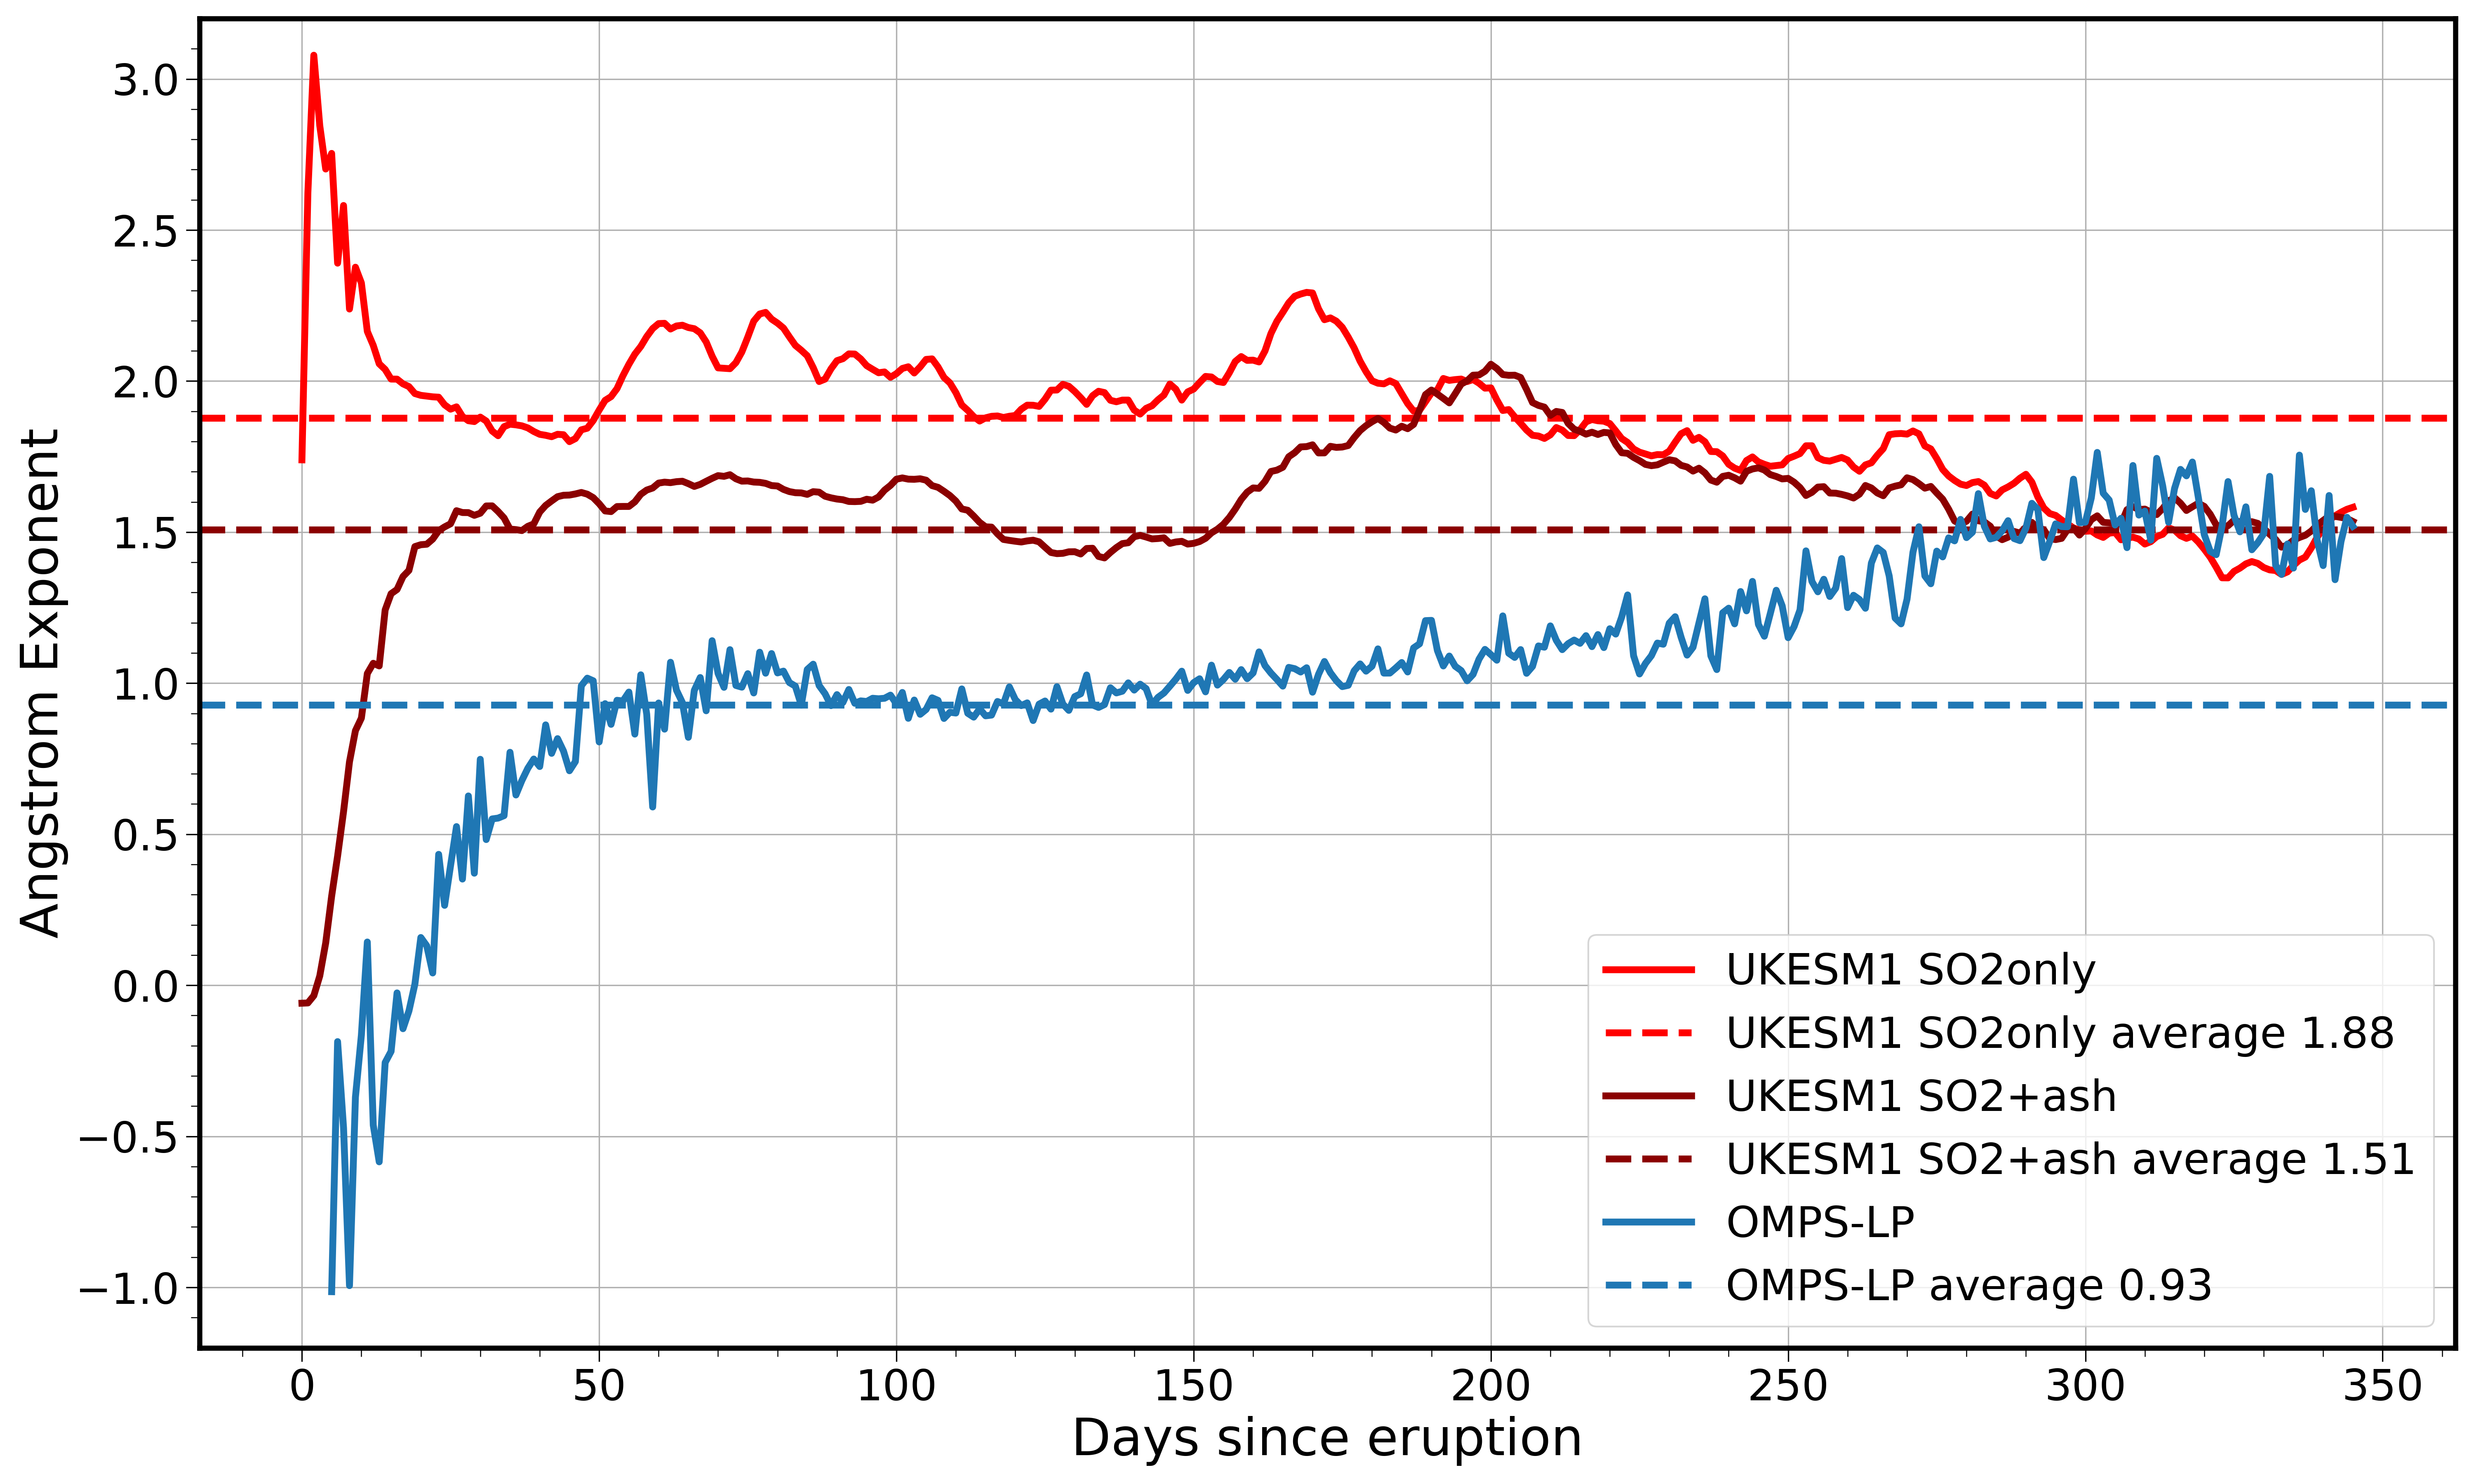 3.0
2.5
2.0
1.5
1.0
0.5
0.0
−0.5
−1.0
Angstrom Exponent
UKESM1 SO2only
UKESM1 SO2only average 1.88
UKESM1 SO2+ash
UKESM1 SO2+ash average 1.51
OMPS-LP
OMPS-LP average 0.93
0 50 100 150 200 250 300 350
Days since eruption